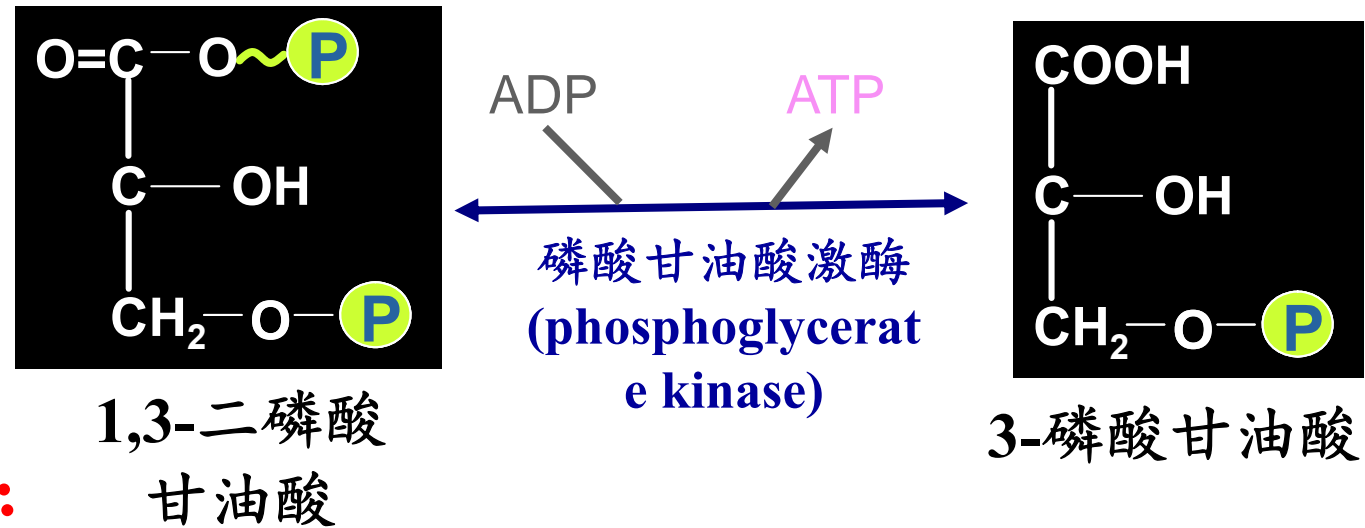 O=C—O~P
C—OH
CH₂—O—P
1,3-二磷酸
甘油酸
:
ADP
ATP
磷酸甘油酸激酶
(phosphoglycerat
e kinase)
COOH
C—OH
CH₂—O—P
3-磷酸甘油酸